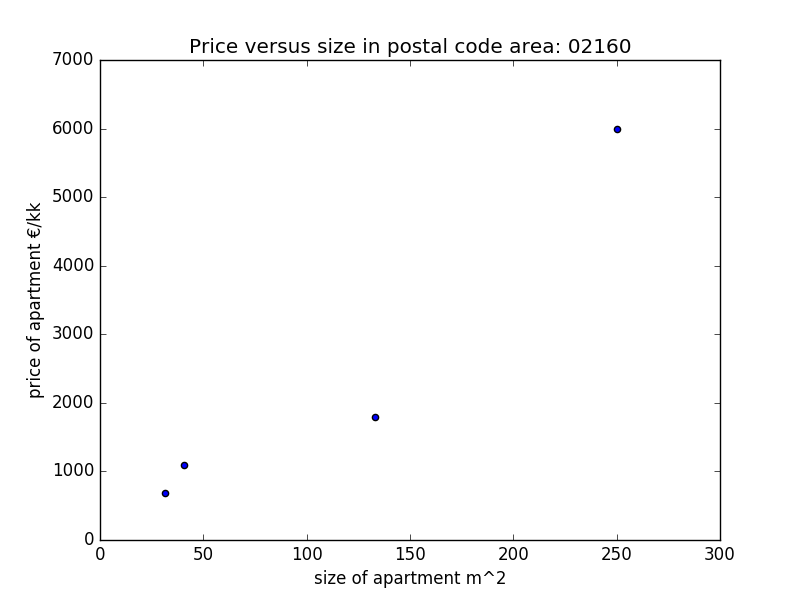 Price versus size in postal code area: 02160
7000
6000
5000
4000
3000
2000
1000
0
price of apartment €/kk
0 50 100 150 200 250 300
size of apartment m^2